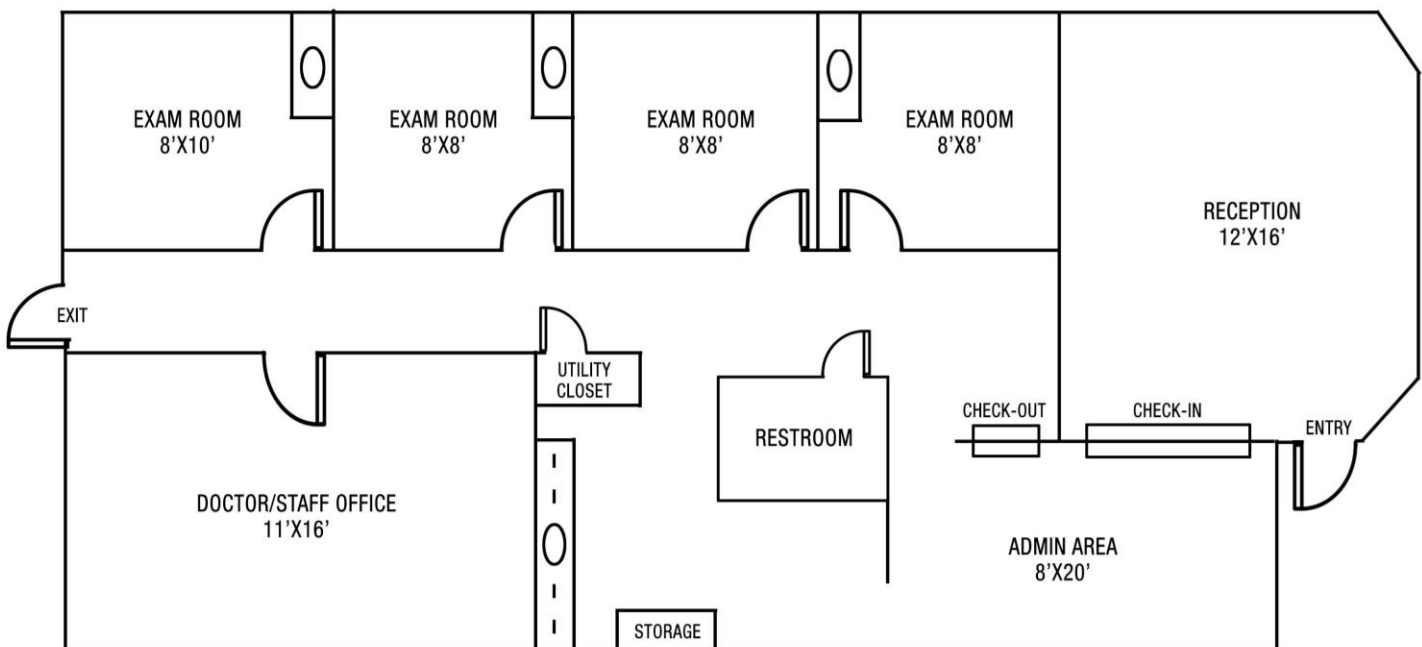 EXAM ROOM
8’X10’
EXAM ROOM
8’X8’
EXAM ROOM
8’X8’
EXAM ROOM
8’X8’
RECEPTION
12’X16’
EXIT
UTILITY
CLOSET
RESTROOM
CHECK-OUT
CHECK-IN
ENTRY
DOCTOR/STAFF OFFICE
11’X16’
ADMIN AREA
8’X20’
STORAGE